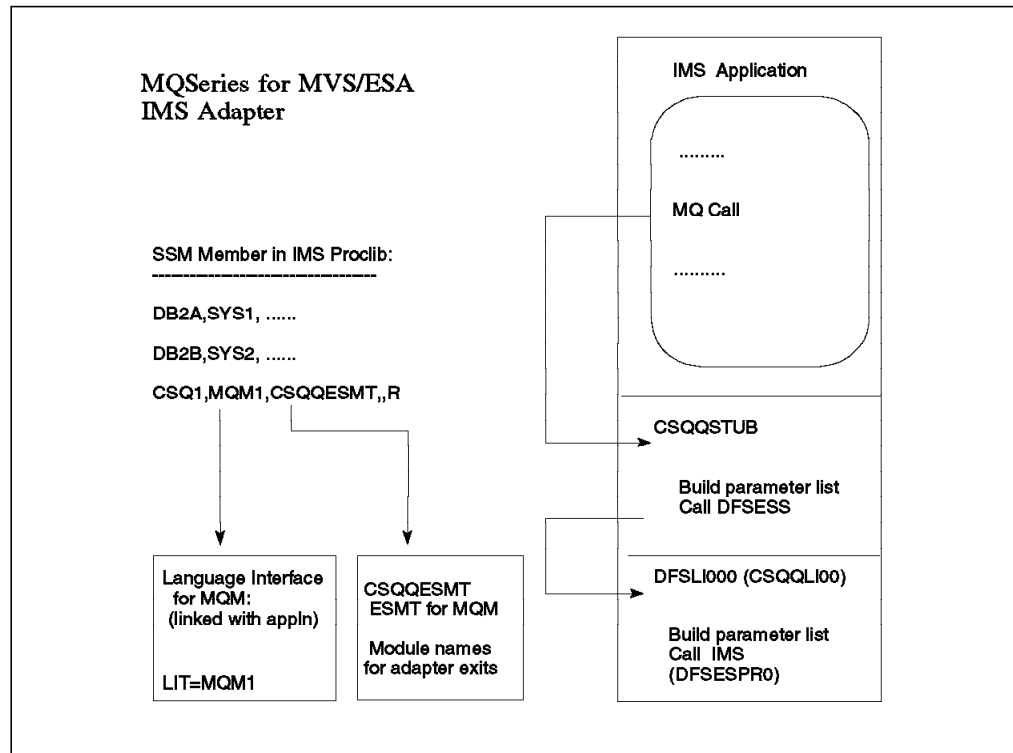 MQSeries for MVS/ESA
IMS Adapter
SSM Member in IMS Proclib:
-----------------------------------
DB2A,SYS1, ......
DB2B,SYS2, ......
CSQ1,MQM1,CSQQESMT,,R
Language Interface
for MQM:
(linked with appln)
LIT=MQM1
CSQQESMT
ESMT for MQM
Module names
for adapter exits
IMS Application
.........
MQ Call
..........
CSQQSTUB
Build parameter list
Call DFSESS
DFSLI000 (CSQQLI00)
Build parameter list
Call IMS
(DFSESPR0)